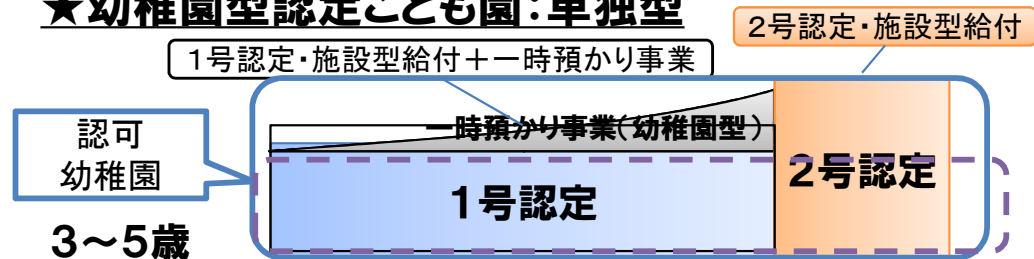 ★幼稚園型認定こども園：単独型
２号認定・施設型給付
１号認定・施設型給付＋一時預かり事業
一時預かり事業（幼稚園型）
認可
幼稚園
１号認定
２号認定
３～５歳